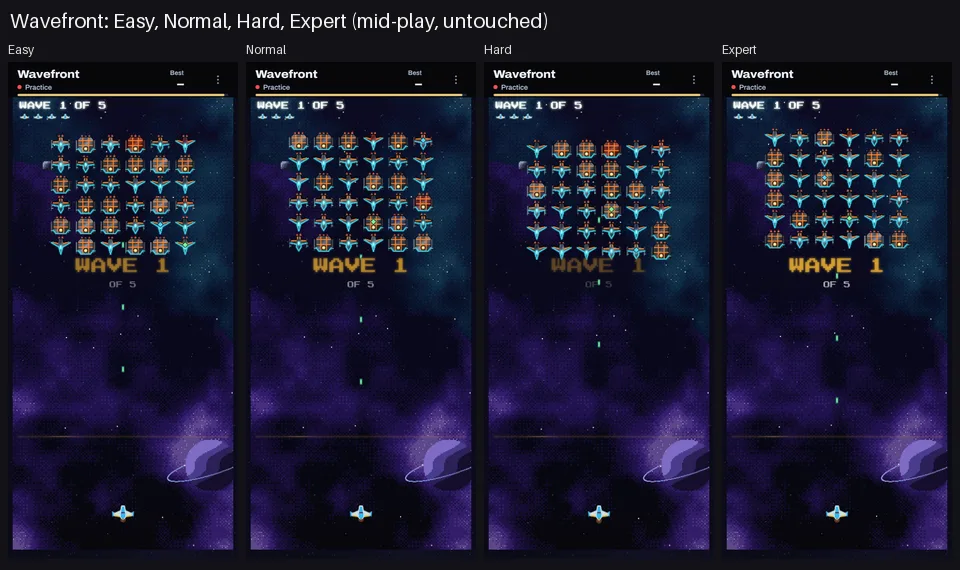 Wavefront: Easy, Normal, Hard, Expert (mid-play, untouched)
Easy
Wavefront
Best
Practice
WAVE 1 OF 5
WAVE 1
OF 5
Normal
Wavefront
Best
Practice
WAVE 1 OF 5
WAVE 1
OF 5
Hard
Wavefront
Best
Practice
WAVE 1 OF 5
WAVE 1
OF 5
Expert
Wavefront
Best
Practice
WAVE 1 OF 5
WAVE 1
OF 5